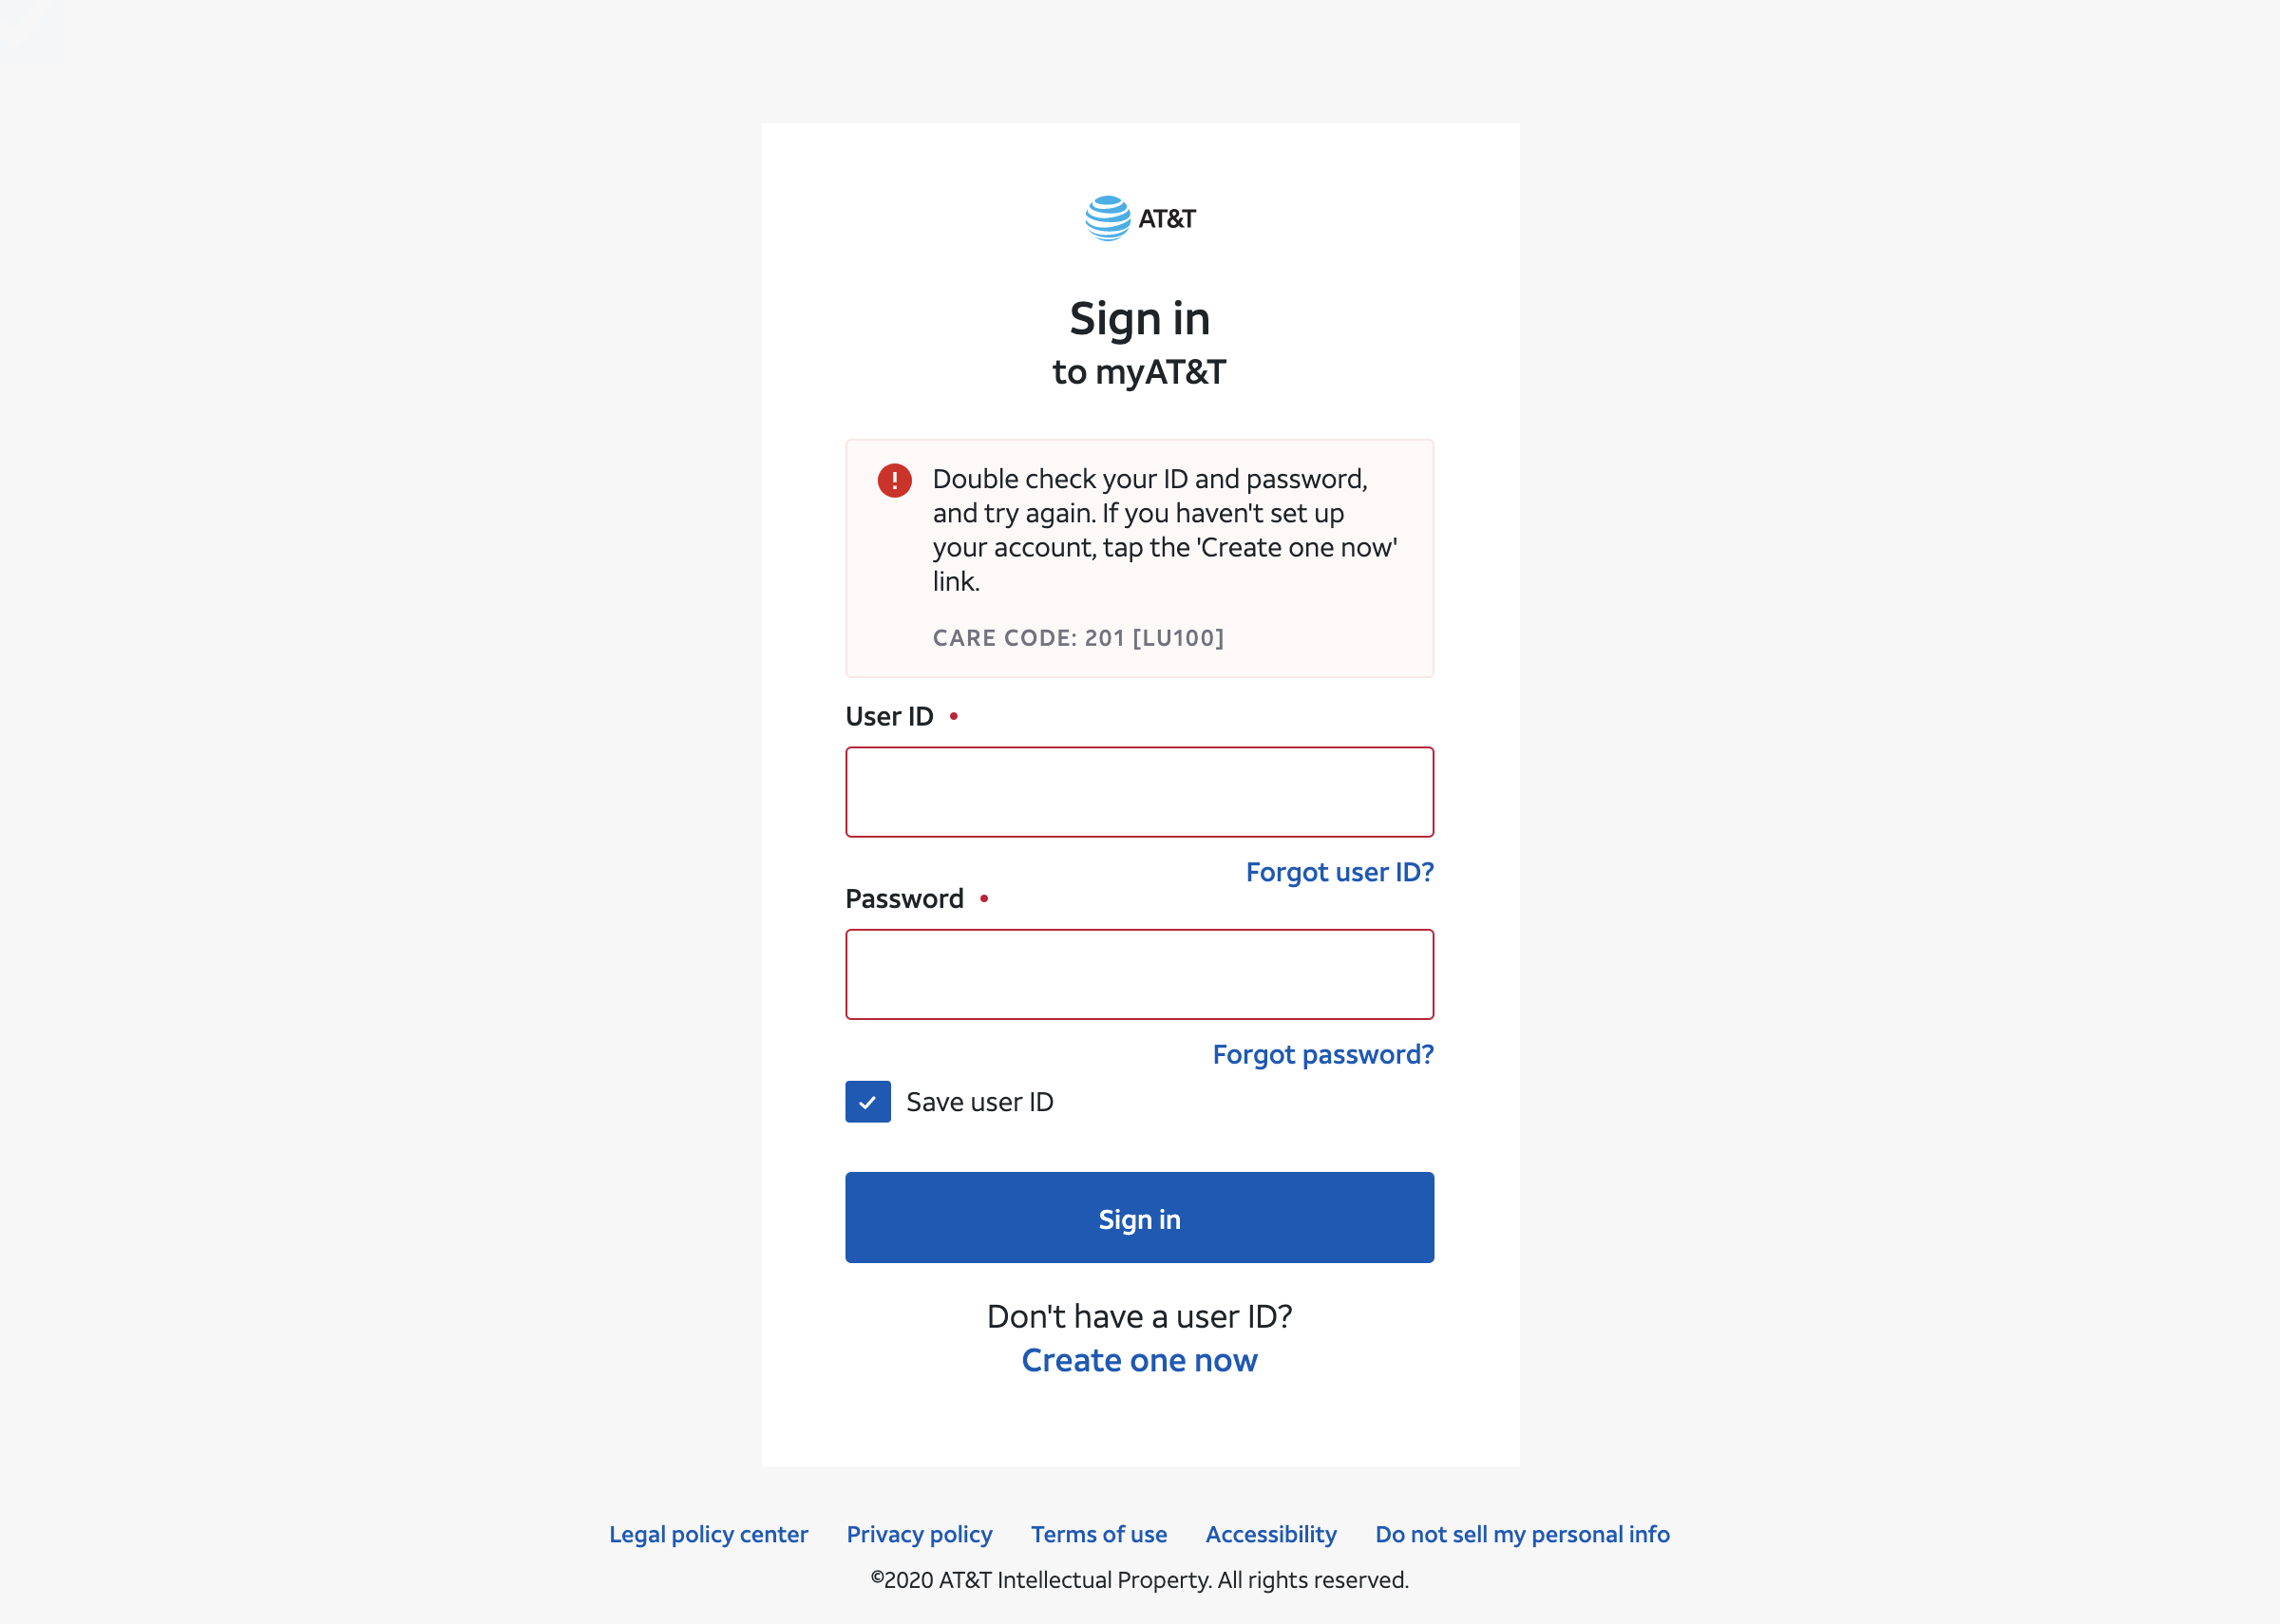 AT&T
Sign in
to myAT&T
Double check your ID and password,
and try again. If you haven't set up
your account, tap the 'Create one now'
link.
CARE CODE: 201 [LU100]
User ID •
Forgot user ID?
Password •
Forgot password?
Save user ID
Sign in
Don't have a user ID?
Create one now
Legal policy center Privacy policy Terms of use Accessibility Do not sell my personal info
©2020 AT&T Intellectual Property. All rights reserved.